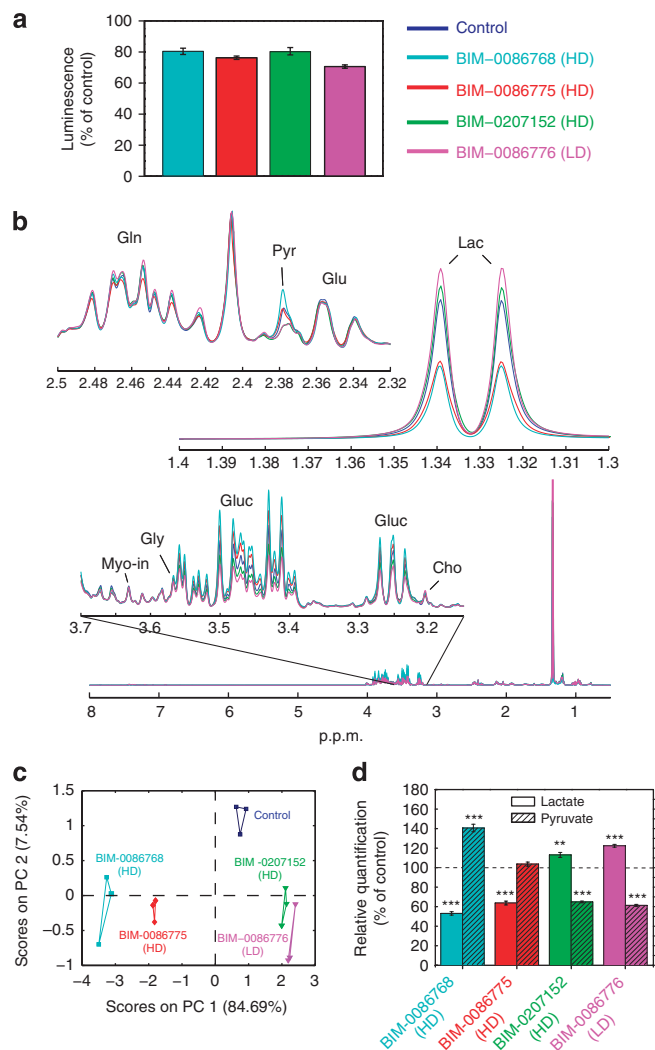 a
Luminescence
(% of control)
100
80
60
40
20
0
Control
BIM–0086768 (HD)
BIM–0086775 (HD)
BIM–0207152 (HD)
BIM–0086776 (LD)
b
Gln
Pyr
Glu
Lac
2.5 2.48 2.46 2.44 2.42 2.4 2.38 2.36 2.34 2.32
1.4 1.39 1.38 1.37 1.36 1.35 1.34 1.33 1.32 1.31 1.3
Myo-in
Gly
Gluc
Gluc
Cho
3.7 3.6 3.5 3.4 3.3 3.2
8 7 6 5 4 3 2 1
p.p.m.
c
Scores on PC 2 (7.54%)
1.5
1
0.5
0
−0.5
−1
Control
BIM-0086768
(HD)
BIM -0207152
(HD)
BIM-0086775
(HD)
BIM–0086776
(LD)
−4 −3 −2 −1 0 1 2 3
Scores on PC 1 (84.69%)
d
Relative quantification
(% of control)
180
160
140
120
100
80
60
40
20
0
Lactate
Pyruvate
*** *** *** ** *** *** ***
BIM-0086768
(HD)
BIM-0086775
(HD)
BIM-0207152
(HD)
BIM-0086776
(LD)